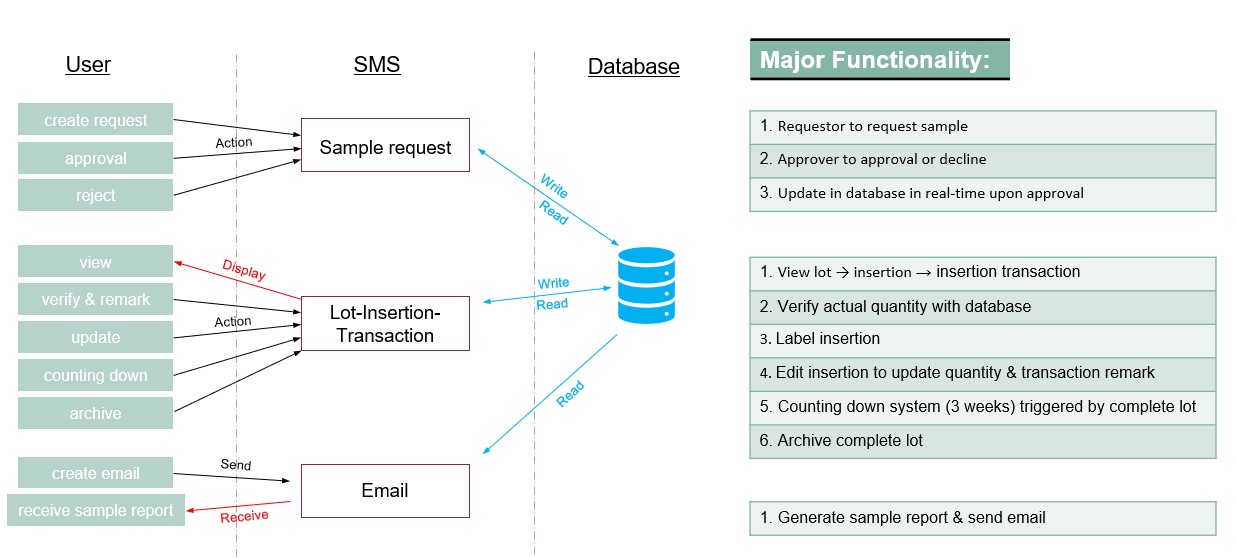 User
SMS
Database
Major Functionality:
create request
approval
reject
Action
Sample request
Write
Read
1. Requestor to request sample
2. Approver to approval or decline
3. Update in database in real-time upon approval
view
verify & remark
update
counting down
archive
Display
Action
Lot-Insertion-
Transaction
Write
Read
1. View lot → insertion → insertion transaction
2. Verify actual quantity with database
3. Label insertion
4. Edit insertion to update quantity & transaction remark
5. Counting down system (3 weeks) triggered by complete lot
6. Archive complete lot
create email
receive sample report
Send
Receive
Email
Read
1. Generate sample report & send email